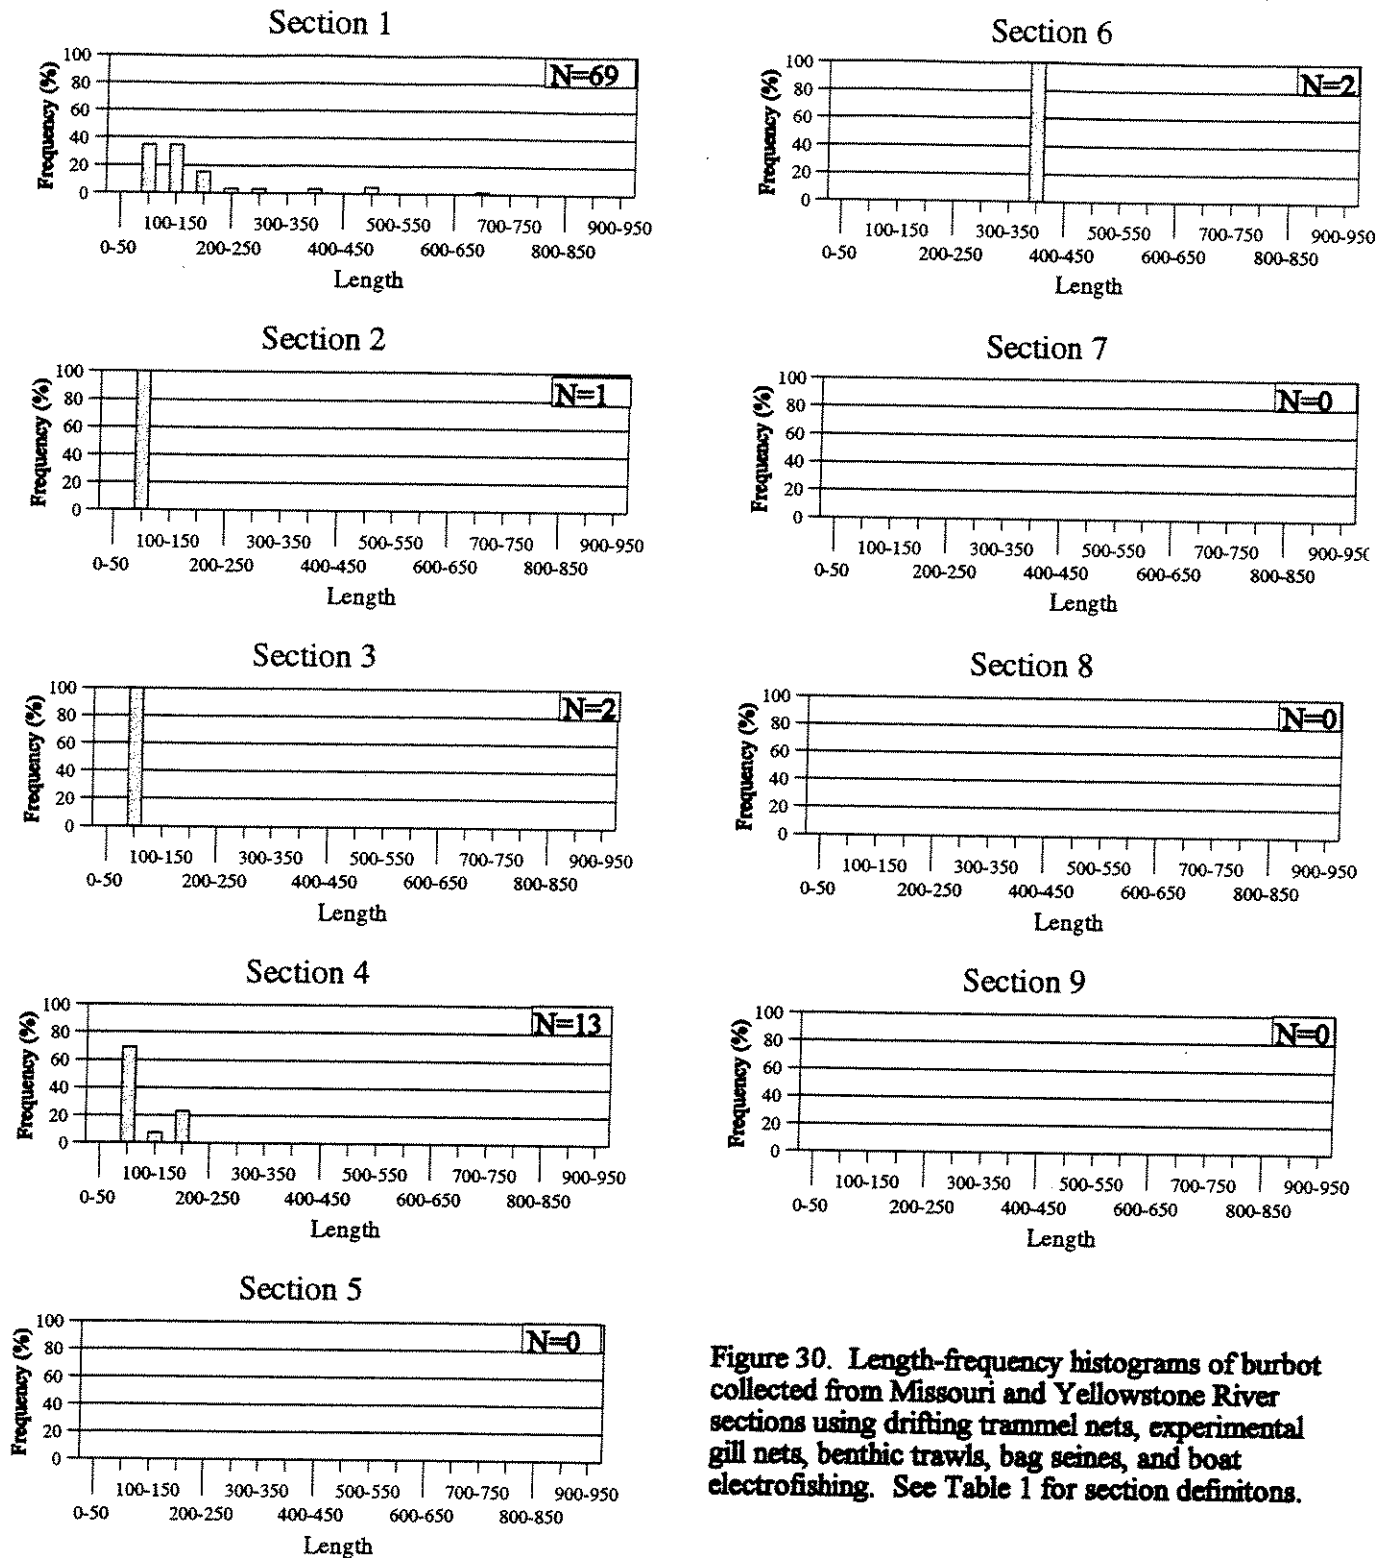 Section 1
Frequency (%)
100
80
60
40
20
0
N=69
100-150 300-350 500-550 700-750 900-950
0-50 200-250 400-450 600-650 800-850
Length
Section 2
Frequency (%)
100
80
60
40
20
0
N=1
100-150 300-350 500-550 700-750 900-950
0-50 200-250 400-450 600-650 800-850
Length
Section 3
Frequency (%)
100
80
60
40
20
0
N=2
100-150 300-350 500-550 700-750 900-950
0-50 200-250 400-450 600-650 800-850
Length
Section 4
Frequency (%)
100
80
60
40
20
0
N=13
100-150 300-350 500-550 700-750 900-950
0-50 200-250 400-450 600-650 800-850
Length
Section 5
Frequency (%)
100
80
60
40
20
0
N=0
100-150 300-350 500-550 700-750 900-950
0-50 200-250 400-450 600-650 800-850
Length
Section 6
Frequency (%)
100
80
60
40
20
0
N=2
100-150 300-350 500-550 700-750 900-950
0-50 200-250 400-450 600-650 800-850
Length
Section 7
Frequency (%)
100
80
60
40
20
0
N=0
100-150 300-350 500-550 700-750 900-95
0-50 200-250 400-450 600-650 800-850
Length
Section 8
Frequency (%)
100
80
60
40
20
0
N=0
100-150 300-350 500-550 700-750 900-950
0-50 200-250 400-450 600-650 800-850
Length
Section 9
Frequency (%)
100
80
60
40
20
0
N=0
100-150 300-350 500-550 700-750 900-950
0-50 200-250 400-450 600-650 800-850
Length
Figure 30. Length-frequency histograms of burbot
collected from Missouri and Yellowstone River
sections using drifting trammel nets, experimental
gill nets, benthic trawls, bag seines, and boat
electrofishing. See Table 1 for section definitons.